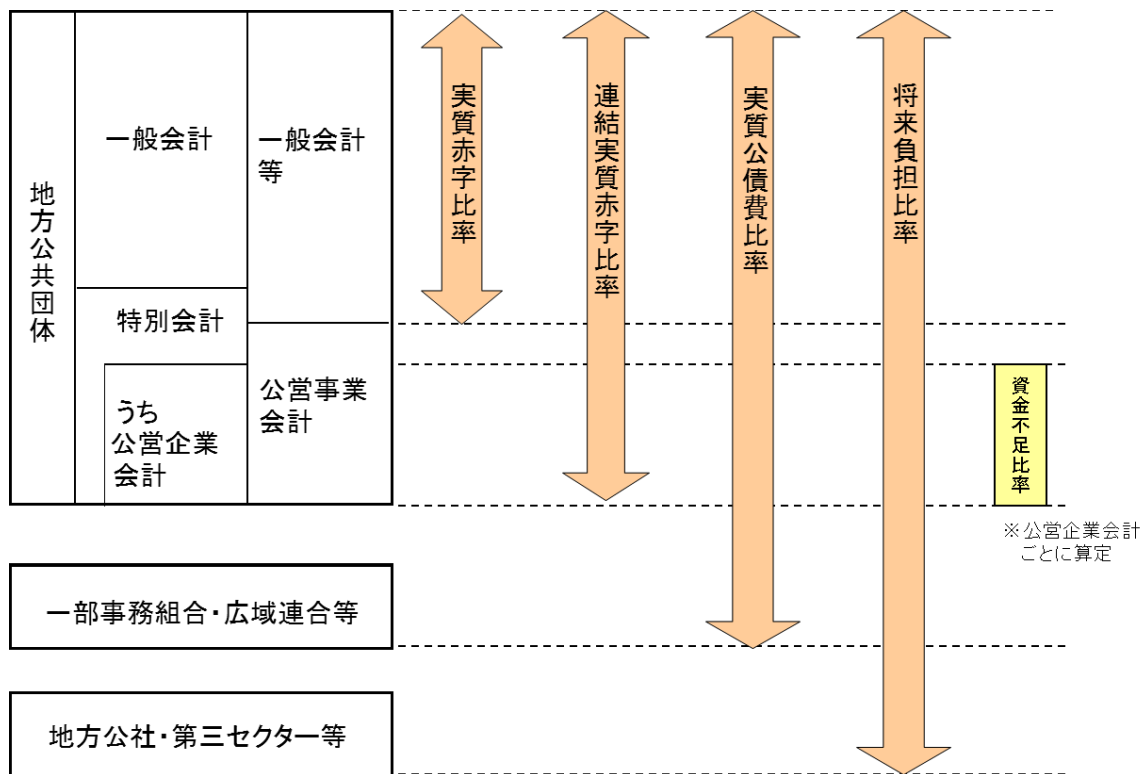 地方公共団体
一般会計
特別会計
うち
公営企業
会計
一般会計
等
公営事業
会計
実質赤字比率
連結実質赤字比率
実質公債費比率
将来負担比率
資金不足比率
※公営企業会計
ごとに算定
一部事務組合・広域連合等
地方公社・第三セクター等